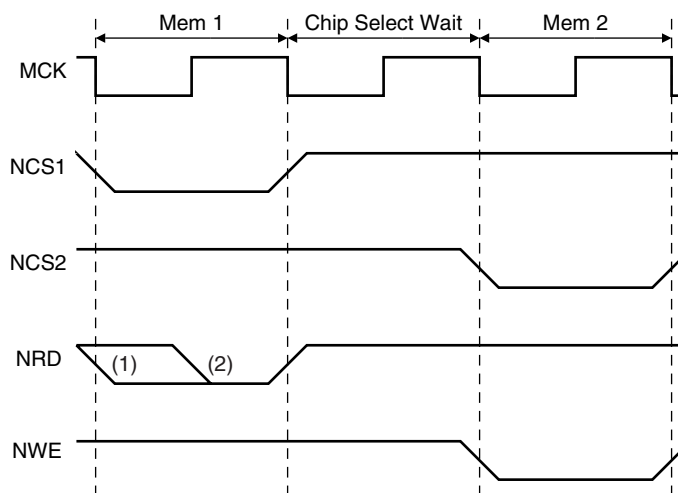 Mem 1 Chip Select Wait Mem 2
MCK
NCS1
NCS2
NRD (1) (2)
NWE